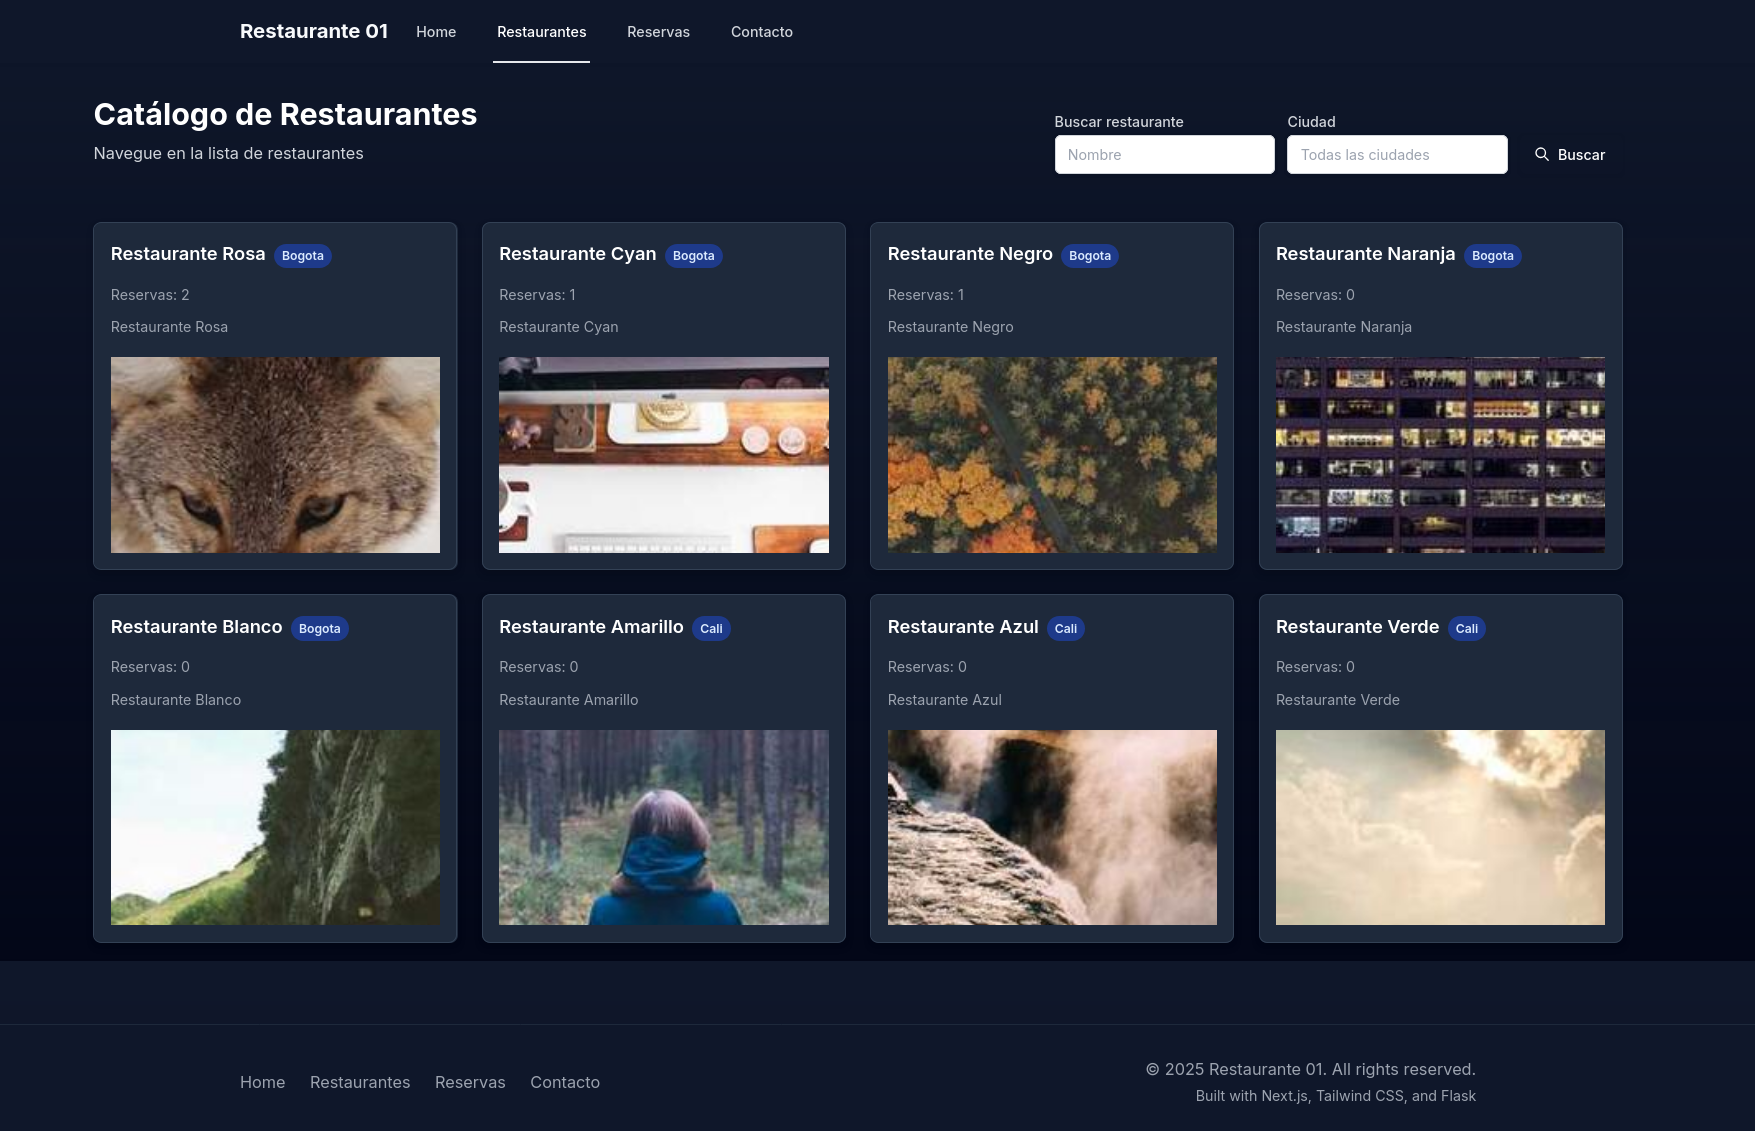 Restaurante 01 Home Restaurantes Reservas Contacto
Catálogo de Restaurantes
Navegue en la lista de restaurantes
Buscar restaurante
Nombre
Ciudad
Todas las ciudades
Buscar
Restaurante Rosa Bogota
Reservas: 2
Restaurante Rosa
Restaurante Cyan Bogota
Reservas: 1
Restaurante Cyan
Restaurante Negro Bogota
Reservas: 1
Restaurante Negro
Restaurante Naranja Bogota
Reservas: 0
Restaurante Naranja
Restaurante Blanco Bogota
Reservas: 0
Restaurante Blanco
Restaurante Amarillo Cali
Reservas: 0
Restaurante Amarillo
Restaurante Azul Cali
Reservas: 0
Restaurante Azul
Restaurante Verde Cali
Reservas: 0
Restaurante Verde
Home Restaurantes Reservas Contacto
© 2025 Restaurante 01. All rights reserved.
Built with Next.js, Tailwind CSS, and Flask